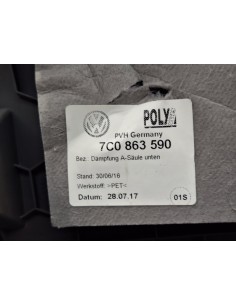 POLY
PVH Germany
7C0 863 590
Bez.: Dämpfung A-Säule unten
Stand: 30/06/16
Werkstoff: >PET<
Datum: 28.07.17
01S